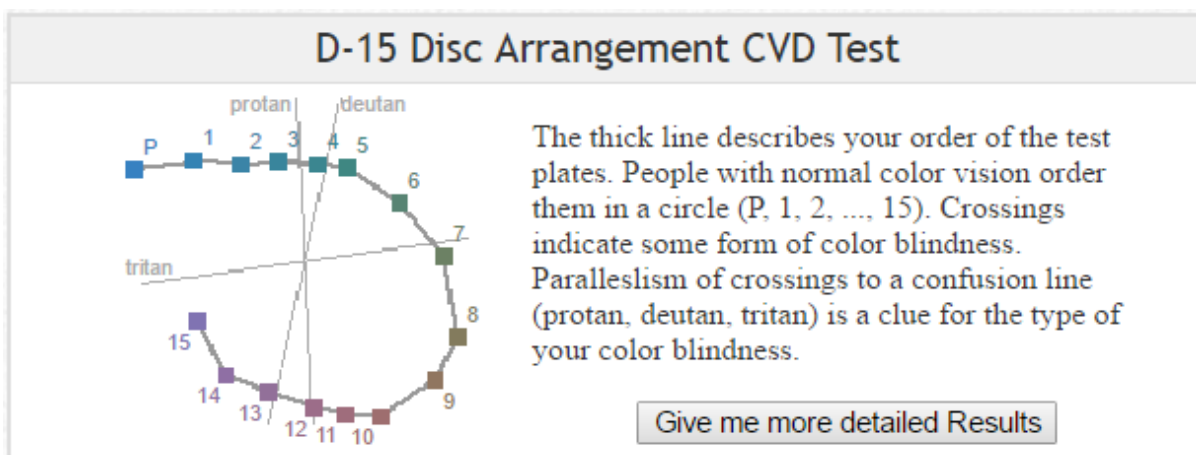 D-15 Disc Arrangement CVD Test
protan
deutan
P
1
2
3
4
5
6
7
8
9
10
11
12
13
14
15
tritan
The thick line describes your order of the test
plates. People with normal color vision order
them in a circle (P, 1, 2, ..., 15). Crossings
indicate some form of color blindness.
Paralleslism of crossings to a confusion line
(protan, deutan, tritan) is a clue for the type of
your color blindness.
Give me more detailed Results